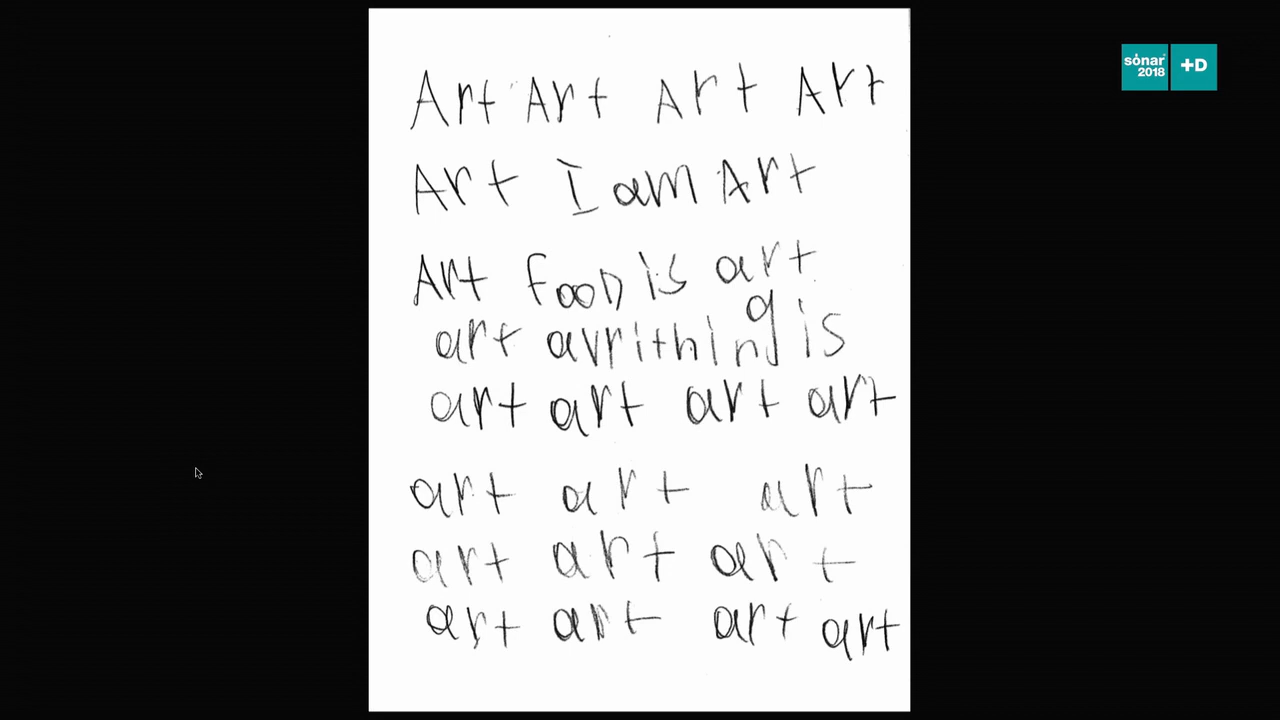 Art Art Art Art
Art I am Art
Art Food is art
art avrithing is
art art art art
art art art
art art art
art art art art
sónar
2018
+D